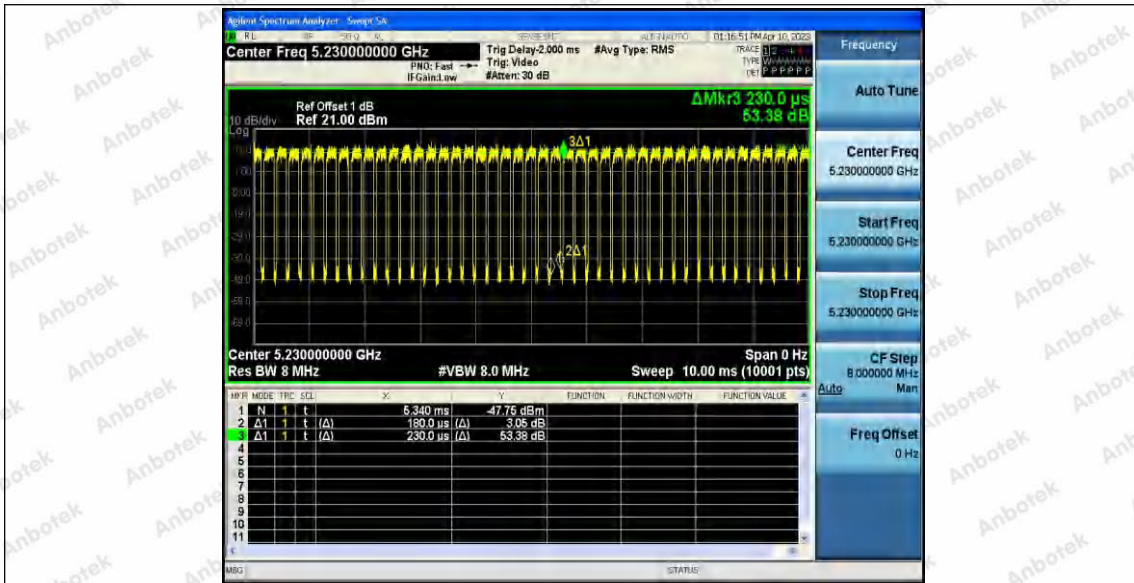 Agilent Spectrum Analyzer - Swept SA
RL
01:16:51 PM Apr 10, 2023
Center Freq 5.230000000 GHz
PNO: Fast
IFGain:Low
Trig Delay-2.000 ms
Trig: Video
#Atten: 30 dB
#Avg Type: RMS
TRACE
TYPE
DET P P P P P P
ΔMkr3 230.0 µs
53.38 dB
Ref Offset 1 dB
10 dB/div Ref 21.00 dBm
Log
3Δ1
2Δ1
Center 5.230000000 GHz
Span 0 Hz
Res BW 8 MHz
#VBW 8.0 MHz
Sweep 10.00 ms (10001 pts)
MKR MODE TRC SCL X Y FUNCTION FUNCTION WIDTH FUNCTION VALUE
1 N 1 t 5.340 ms -47.75 dBm
2 Δ1 1 t (Δ) 180.0 µs (Δ) 3.05 dB
3 Δ1 1 t (Δ) 230.0 µs (Δ) 53.38 dB
4
5
6
7
8
9
10
11
MSG
STATUS
Frequency
Auto Tune
Center Freq
5.230000000 GHz
Start Freq
5.230000000 GHz
Stop Freq
5.230000000 GHz
CF Step
8.000000 MHz
Auto Man
Freq Offset
0 Hz
Anbotek